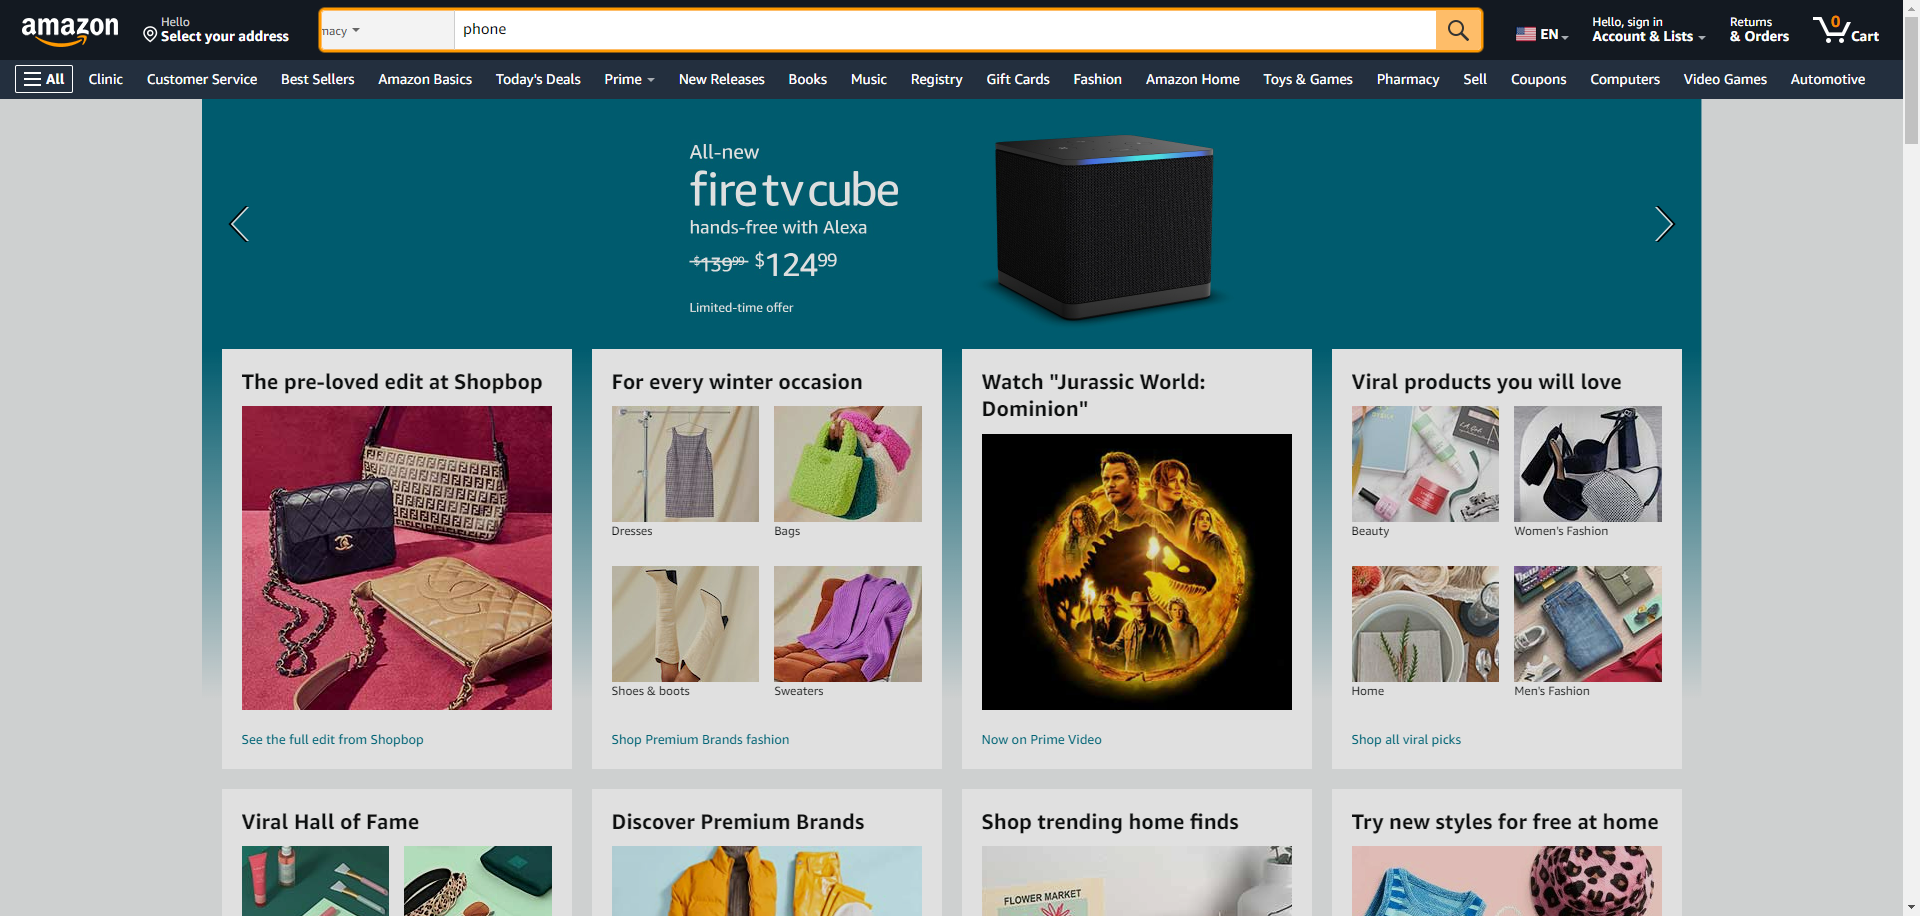 amazon
Hello
Select your address
macy
phone
EN
Hello, sign in
Account & Lists
Returns
& Orders
0
Cart
All
Clinic
Customer Service
Best Sellers
Amazon Basics
Today's Deals
Prime
New Releases
Books
Music
Registry
Gift Cards
Fashion
Amazon Home
Toys & Games
Pharmacy
Sell
Coupons
Computers
Video Games
Automotive
All-new
fire tv cube
hands-free with Alexa
$13999 $12499
Limited-time offer
The pre-loved edit at Shopbop
See the full edit from Shopbop
For every winter occasion
Dresses
Bags
Shoes & boots
Sweaters
Shop Premium Brands fashion
Watch "Jurassic World:
Dominion"
Now on Prime Video
Viral products you will love
Beauty
Women's Fashion
Home
Men's Fashion
Shop all viral picks
Viral Hall of Fame
Discover Premium Brands
Shop trending home finds
FLOWER MARKET
Try new styles for free at home